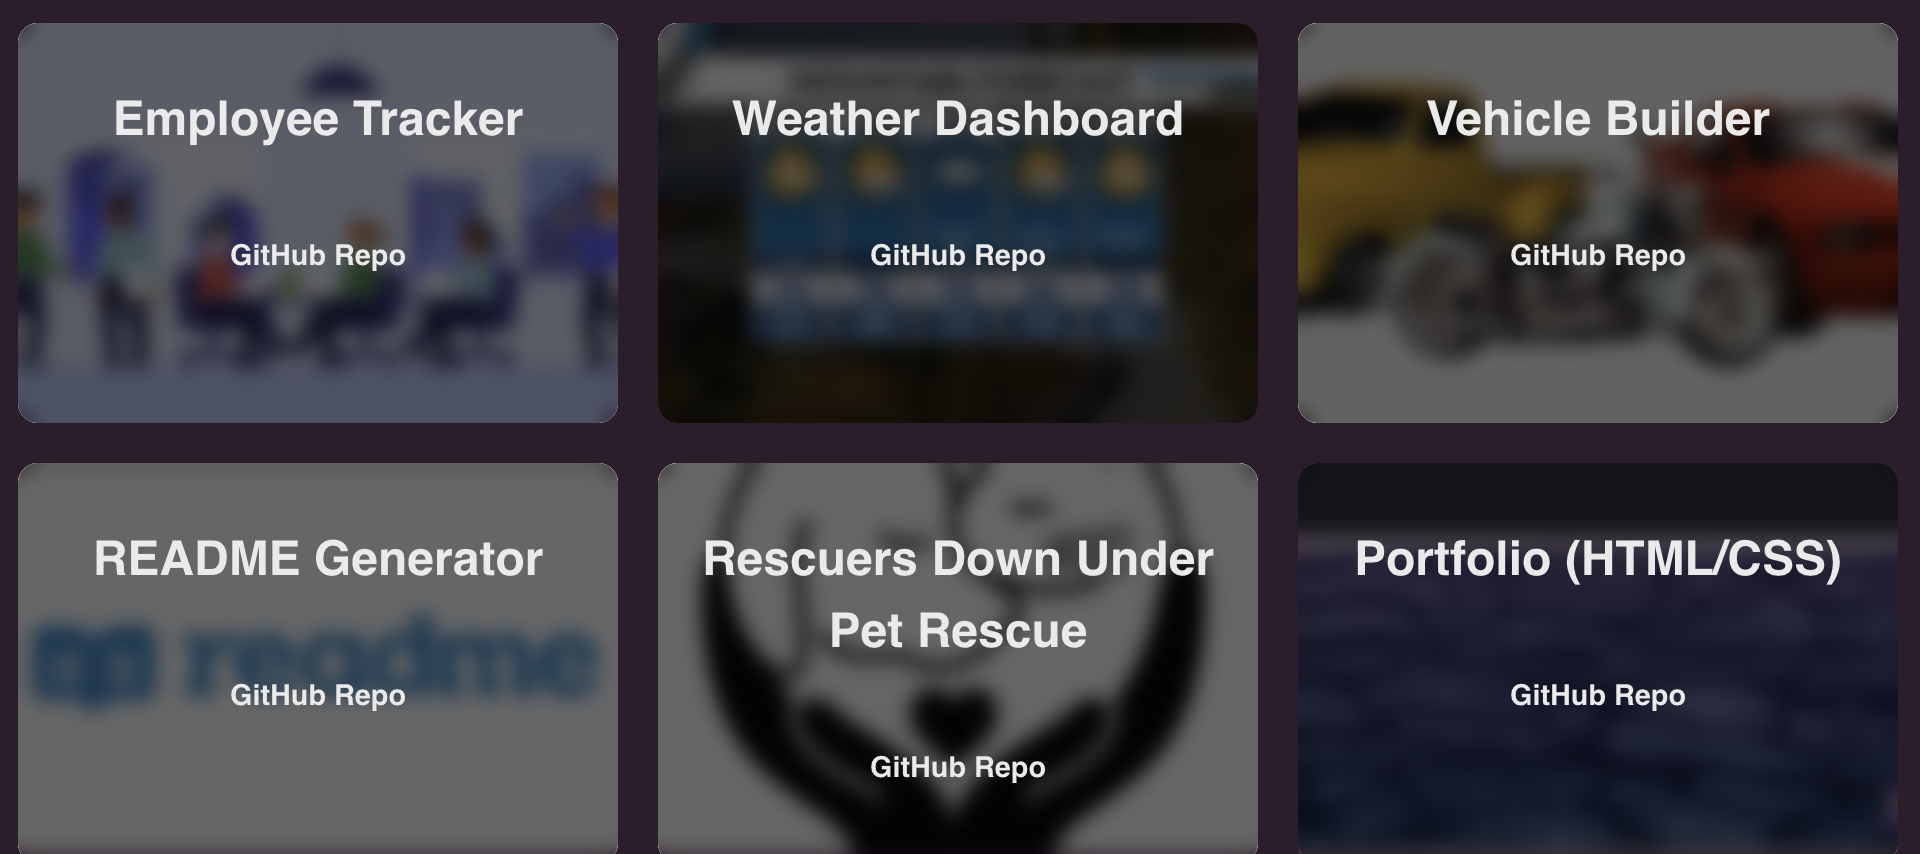 Employee Tracker
GitHub Repo
Weather Dashboard
GitHub Repo
Vehicle Builder
GitHub Repo
README Generator
readme
GitHub Repo
Rescuers Down Under
Pet Rescue
GitHub Repo
Portfolio (HTML/CSS)
GitHub Repo